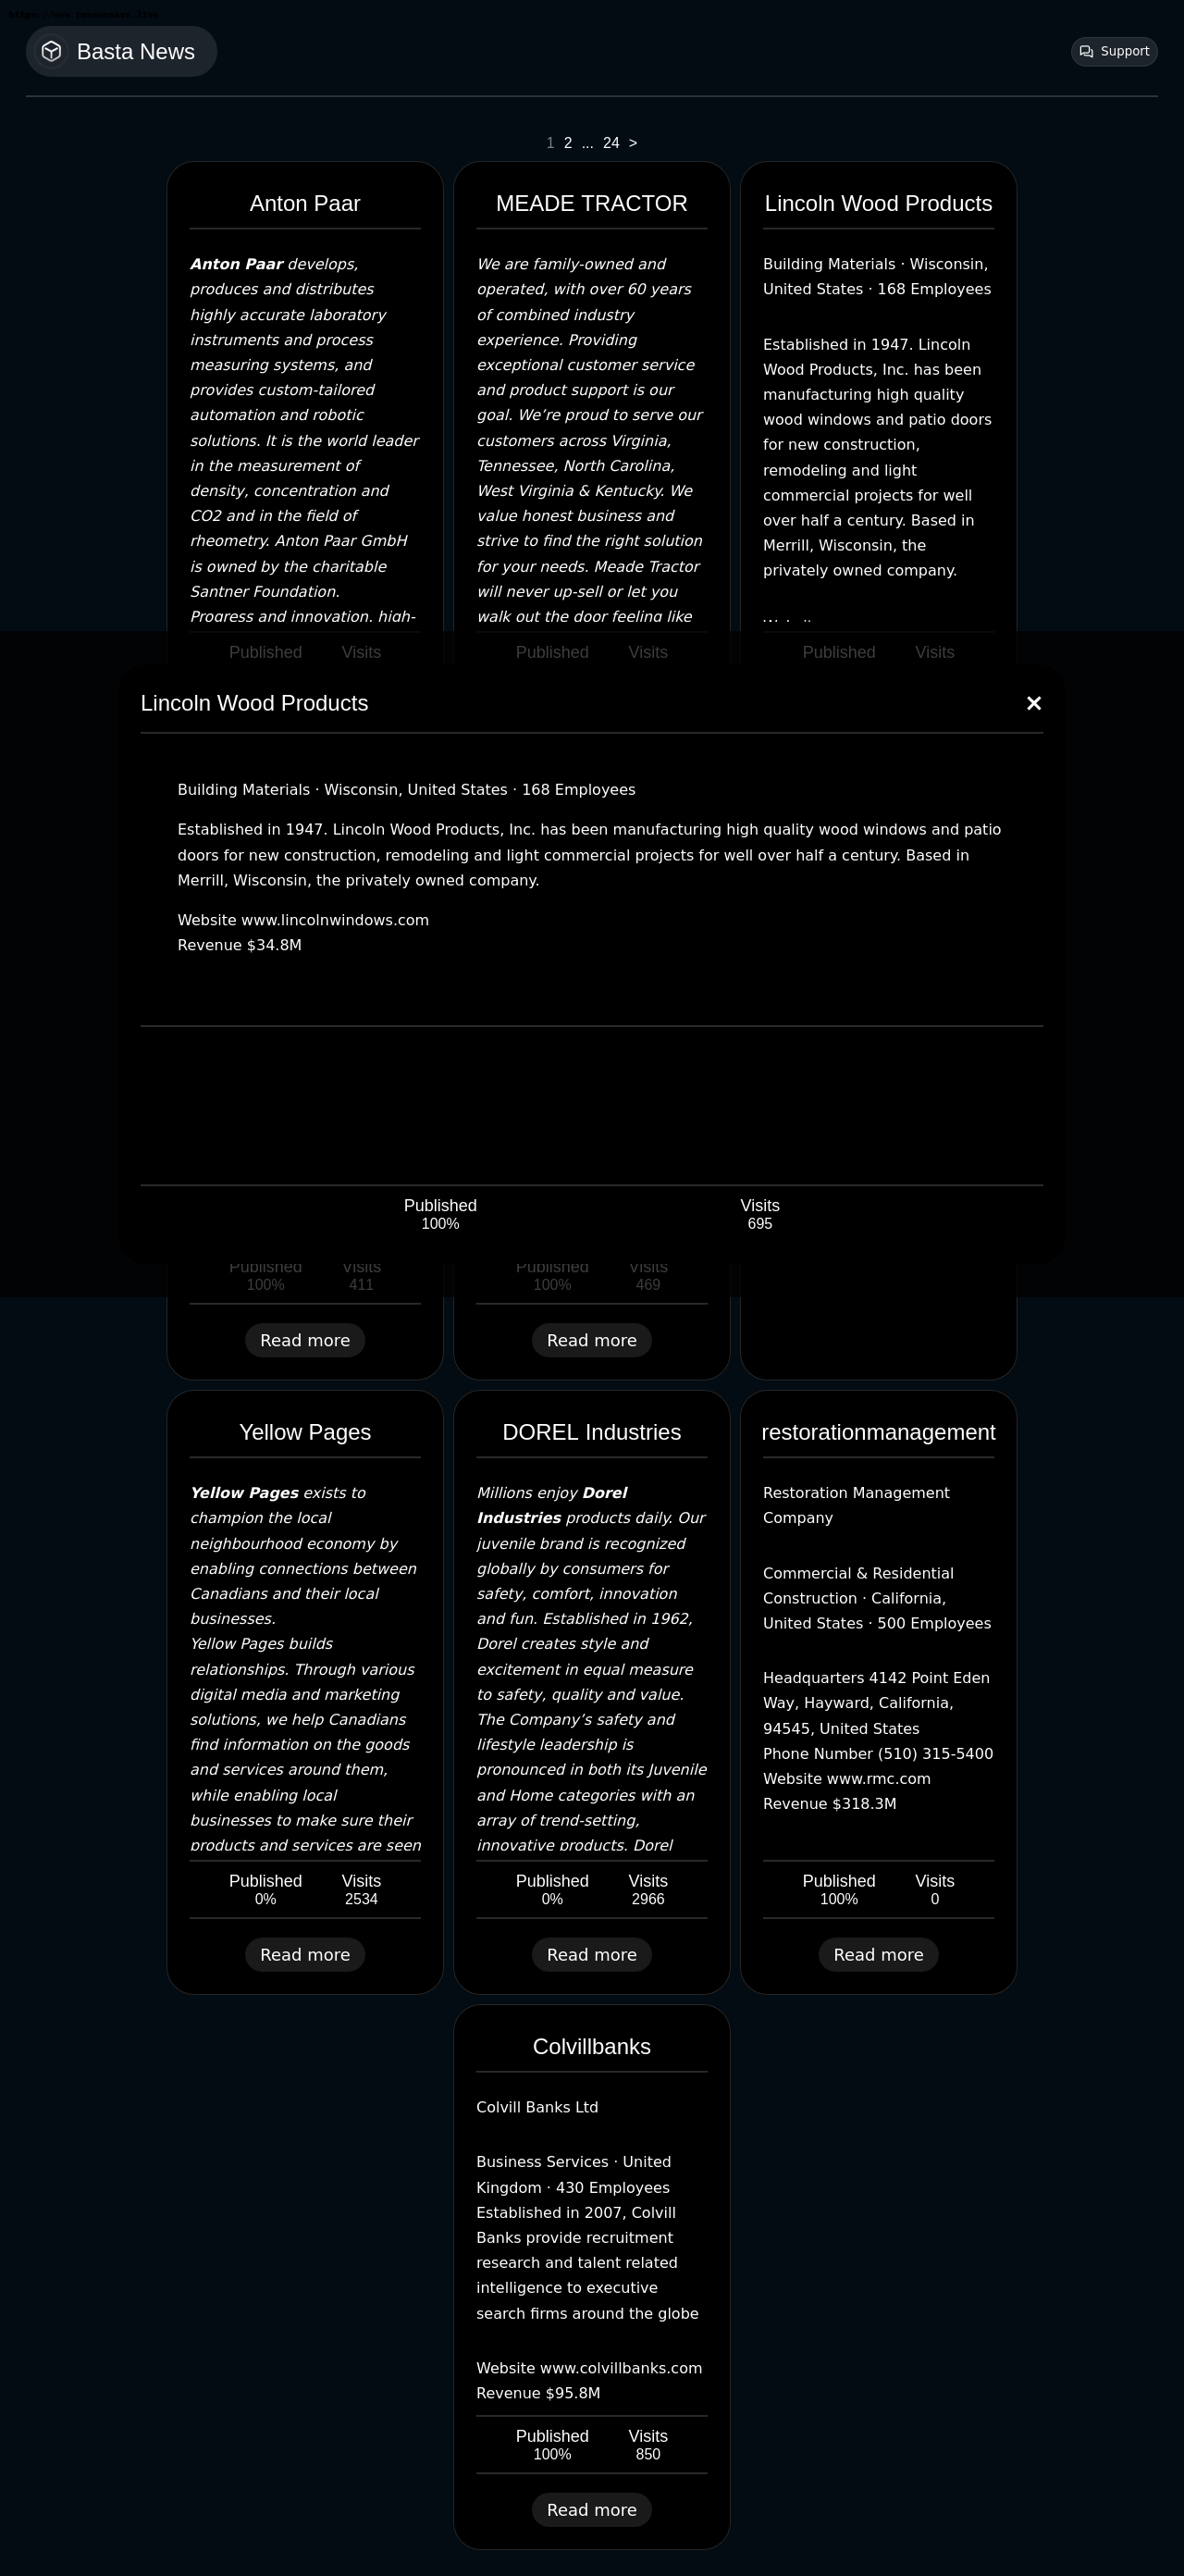 Basta News
Support
1 2 ... 24 >
Anton Paar
Anton Paar develops,
produces and distributes
highly accurate laboratory
instruments and process
measuring systems, and
provides custom-tailored
automation and robotic
solutions. It is the world leader
in the measurement of
density, concentration and
CO2 and in the field of
rheometry. Anton Paar GmbH
is owned by the charitable
Santner Foundation.
Progress and innovation, high-
Published Visits
MEADE TRACTOR
We are family-owned and
operated, with over 60 years
of combined industry
experience. Providing
exceptional customer service
and product support is our
goal. We’re proud to serve our
customers across Virginia,
Tennessee, North Carolina,
West Virginia & Kentucky. We
value honest business and
strive to find the right solution
for your needs. Meade Tractor
will never up-sell or let you
walk out the door feeling like
Published Visits
Lincoln Wood Products
Building Materials · Wisconsin,
United States · 168 Employees
Established in 1947. Lincoln
Wood Products, Inc. has been
manufacturing high quality
wood windows and patio doors
for new construction,
remodeling and light
commercial projects for well
over half a century. Based in
Merrill, Wisconsin, the
privately owned company.
Published Visits
Lincoln Wood Products
Building Materials · Wisconsin, United States · 168 Employees
Established in 1947. Lincoln Wood Products, Inc. has been manufacturing high quality wood windows and patio
doors for new construction, remodeling and light commercial projects for well over half a century. Based in
Merrill, Wisconsin, the privately owned company.
Website www.lincolnwindows.com
Revenue $34.8M
Published Visits
100% 695
Published Visits
100% 411
Read more
Published Visits
100% 469
Read more
Yellow Pages
Yellow Pages exists to
champion the local
neighbourhood economy by
enabling connections between
Canadians and their local
businesses.
Yellow Pages builds
relationships. Through various
digital media and marketing
solutions, we help Canadians
find information on the goods
and services around them,
while enabling local
businesses to make sure their
products and services are seen
Published Visits
0% 2534
Read more
DOREL Industries
Millions enjoy Dorel
Industries products daily. Our
juvenile brand is recognized
globally by consumers for
safety, comfort, innovation
and fun. Established in 1962,
Dorel creates style and
excitement in equal measure
to safety, quality and value.
The Company’s safety and
lifestyle leadership is
pronounced in both its Juvenile
and Home categories with an
array of trend-setting,
innovative products. Dorel
Published Visits
0% 2966
Read more
restorationmanagement
Restoration Management
Company
Commercial & Residential
Construction · California,
United States · 500 Employees
Headquarters 4142 Point Eden
Way, Hayward, California,
94545, United States
Phone Number (510) 315-5400
Website www.rmc.com
Revenue $318.3M
Published Visits
100% 0
Read more
Colvillbanks
Colvill Banks Ltd
Business Services · United
Kingdom · 430 Employees
Established in 2007, Colvill
Banks provide recruitment
research and talent related
intelligence to executive
search firms around the globe
Website www.colvillbanks.com
Revenue $95.8M
Published Visits
100% 850
Read more